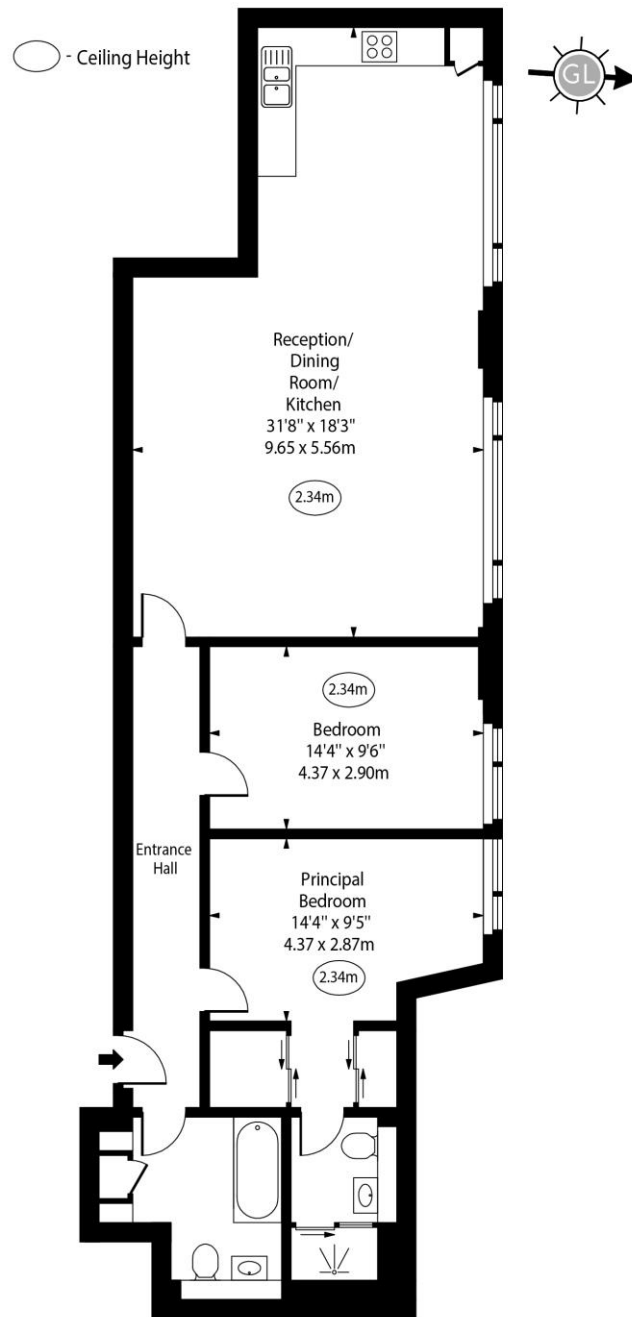 - Ceiling Height
GL
Reception/
Dining
Room/
Kitchen
31'8" x 18'3"
9.65 x 5.56m
2.34m
2.34m
Bedroom
14'4" x 9'6"
4.37 x 2.90m
Entrance
Hall
Principal
Bedroom
14'4" x 9'5"
4.37 x 2.87m
2.34m